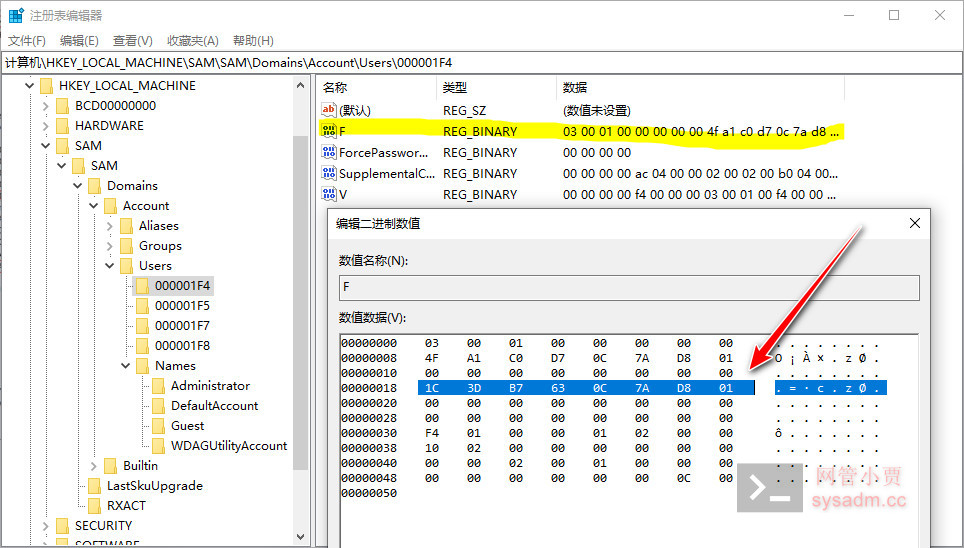 注册表编辑器
文件(F) 编辑(E) 查看(V) 收藏夹(A) 帮助(H)
计算机\HKEY_LOCAL_MACHINE\SAM\SAM\Domains\Account\Users\000001F4
HKEY_LOCAL_MACHINE
BCD00000000
HARDWARE
SAM
SAM
Domains
Account
Aliases
Groups
Users
000001F4
000001F5
000001F7
000001F8
Names
Administrator
DefaultAccount
Guest
WDAGUtilityAccount
Builtin
LastSkuUpgrade
RXACT
SECURITY
SOFTWARE
名称 类型 数据
(默认) REG_SZ (数值未设置)
F REG_BINARY 03 00 01 00 00 00 00 00 4f a1 c0 d7 0c 7a d8 ...
ForcePasswor... REG_BINARY 00 00 00 00
SupplementalC... REG_BINARY 00 00 00 00 ac 04 00 00 02 00 02 00 b0 04 00...
V REG_BINARY 00 00 00 00 f4 00 00 00 03 00 01 00 f4 00 00 ...
编辑二进制数值
数值名称(N):
F
数值数据(V):
00000000 03 00 01 00 00 00 00 00 . . . . . . . .
00000008 4F A1 C0 D7 0C 7A D8 01 O ¡ À × . z Ø .
00000010 00 00 00 00 00 00 00 00 . . . . . . . .
00000018 1C 3D B7 63 0C 7A D8 01 . = · c . z Ø .
00000020 00 00 00 00 00 00 00 00 . . . . . . . .
00000028 00 00 00 00 00 00 00 00 . . . . . . . .
00000030 F4 01 00 00 01 02 00 00 ô . . . . . . .
00000038 10 02 00 00 00 00 00 00 . . . . . . . .
00000040 00 00 02 00 01 00 00 00 . . . . . . . .
00000048 00 00 00 00 00 00 0C 00 . . . . . . . .
00000050
网管小贾
sysadm.cc